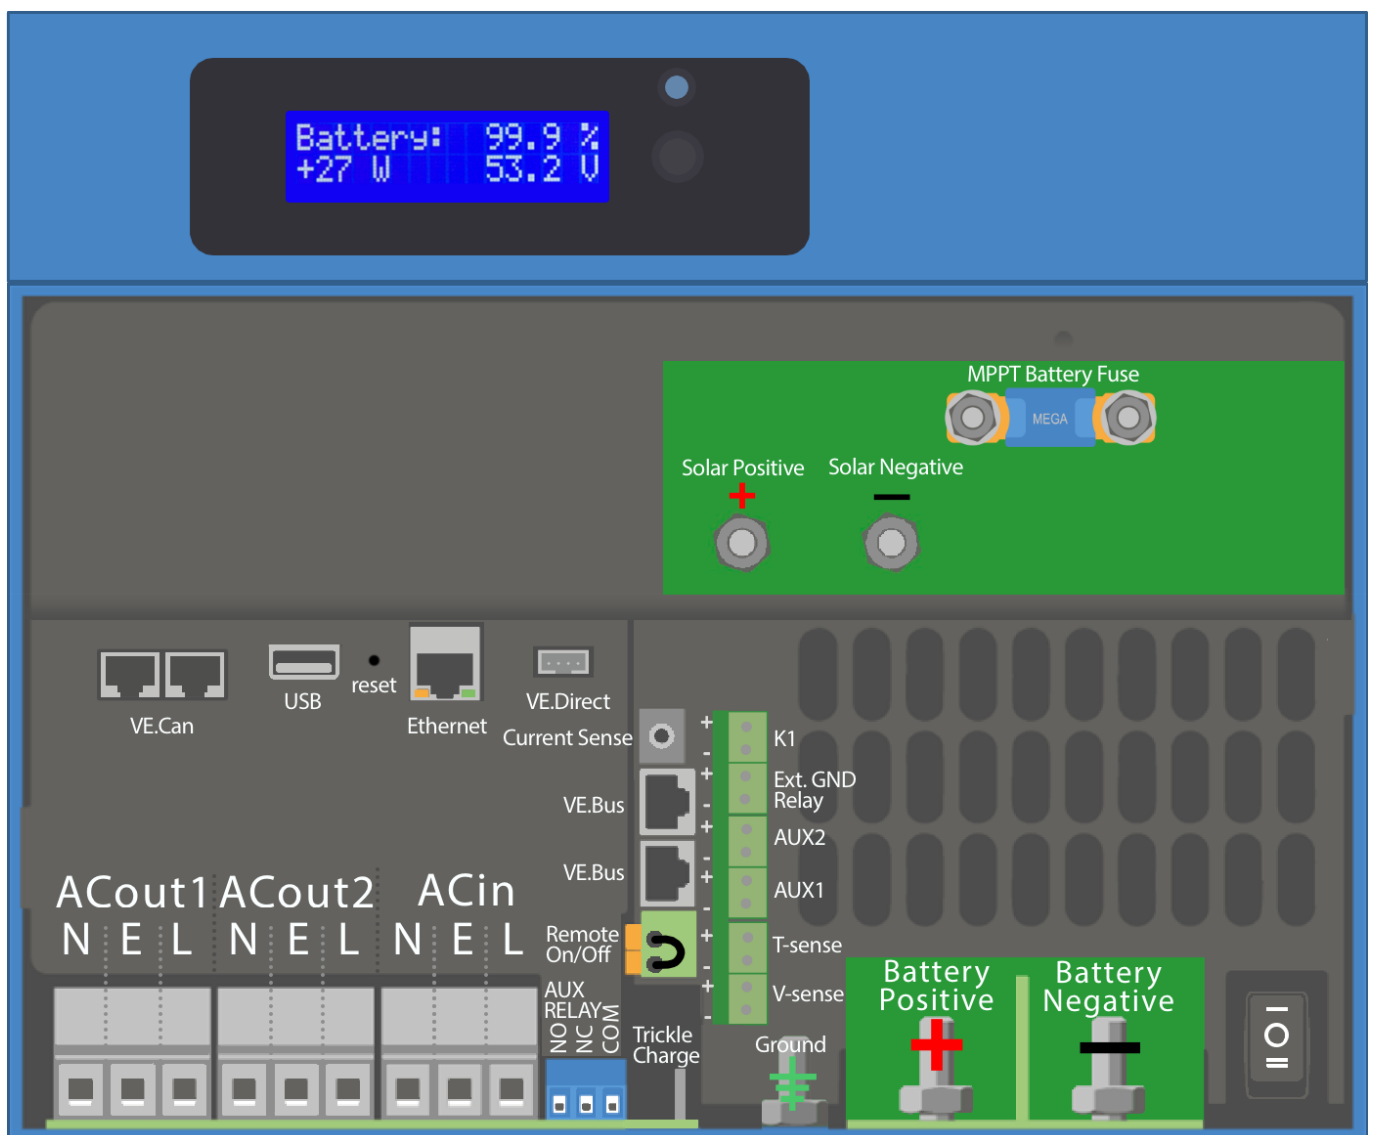 Battery: 99.9 %
+27 W 53.2 V
MPPT Battery Fuse
MEGA
Solar Positive
Solar Negative
+
−
VE.Can
USB
reset
Ethernet
VE.Direct
Current Sense
VE.Bus
VE.Bus
Remote
On/Off
AUX
RELAY
NO
NC
COM
Trickle
Charge
+
-
K1
+
-
Ext. GND
Relay
+
-
AUX2
+
-
AUX1
+
-
T-sense
+
-
V-sense
Ground
ACout1
N E L
ACout2
N E L
ACin
N E L
Battery
Positive
+
Battery
Negative
−
I
O
II